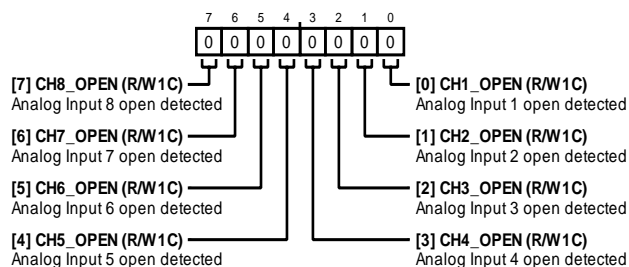 7 6 5 4 3 2 1 0
0 0 0 0 0 0 0 0
[7] CH8_OPEN (R/W1C)
Analog Input 8 open detected
[6] CH7_OPEN (R/W1C)
Analog Input 7 open detected
[5] CH6_OPEN (R/W1C)
Analog Input 6 open detected
[4] CH5_OPEN (R/W1C)
Analog Input 5 open detected
[0] CH1_OPEN (R/W1C)
Analog Input 1 open detected
[1] CH2_OPEN (R/W1C)
Analog Input 2 open detected
[2] CH3_OPEN (R/W1C)
Analog Input 3 open detected
[3] CH4_OPEN (R/W1C)
Analog Input 4 open detected